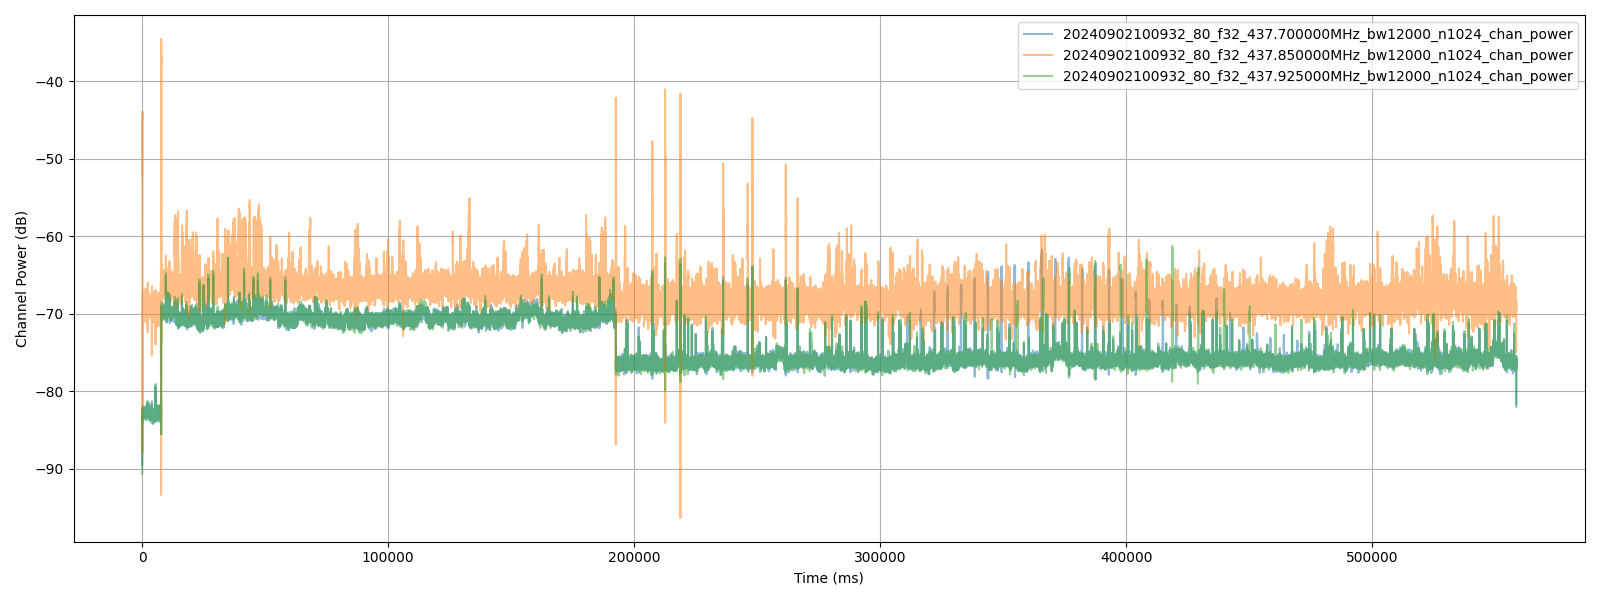 20240902100932_80_f32_437.700000MHz_bw12000_n1024_chan_power
20240902100932_80_f32_437.850000MHz_bw12000_n1024_chan_power
20240902100932_80_f32_437.925000MHz_bw12000_n1024_chan_power
Channel Power (dB)
−40
−50
−60
−70
−80
−90
0 100000 200000 300000 400000 500000
Time (ms)